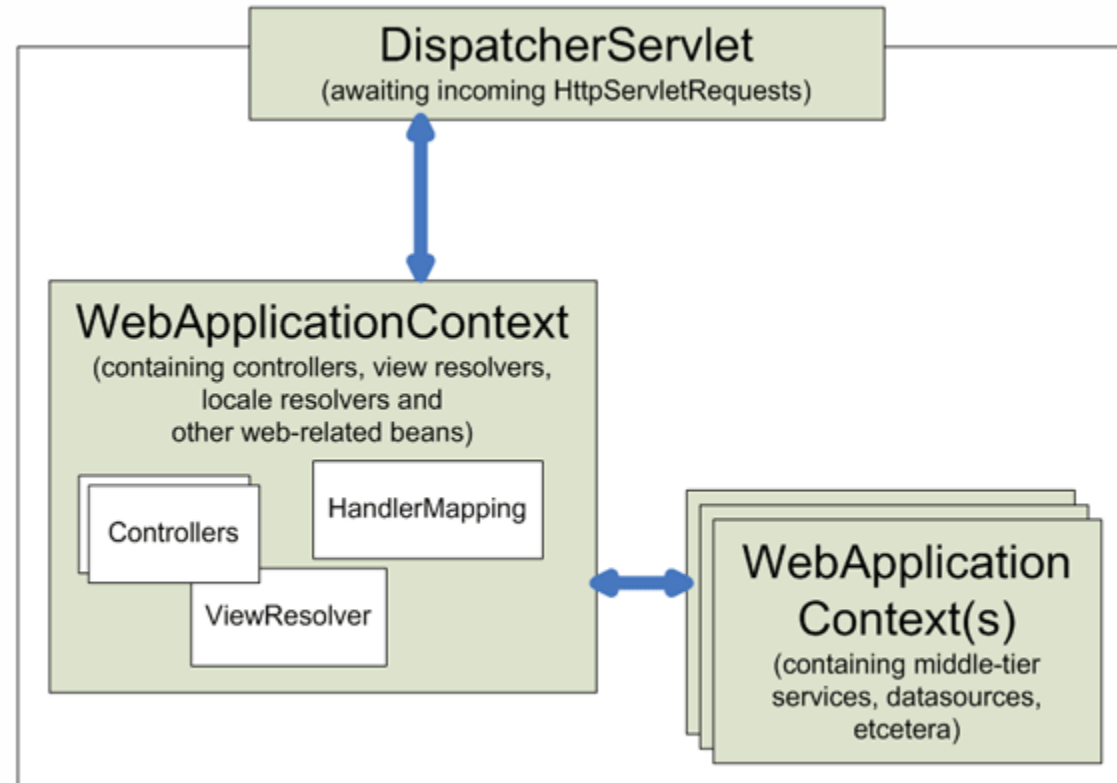 DispatcherServlet
(awaiting incoming HttpServletRequests)
WebApplicationContext
(containing controllers, view resolvers,
locale resolvers and
other web-related beans)
HandlerMapping
Controllers
ViewResolver
WebApplication
Context(s)
(containing middle-tier
services, datasources,
etcetera)